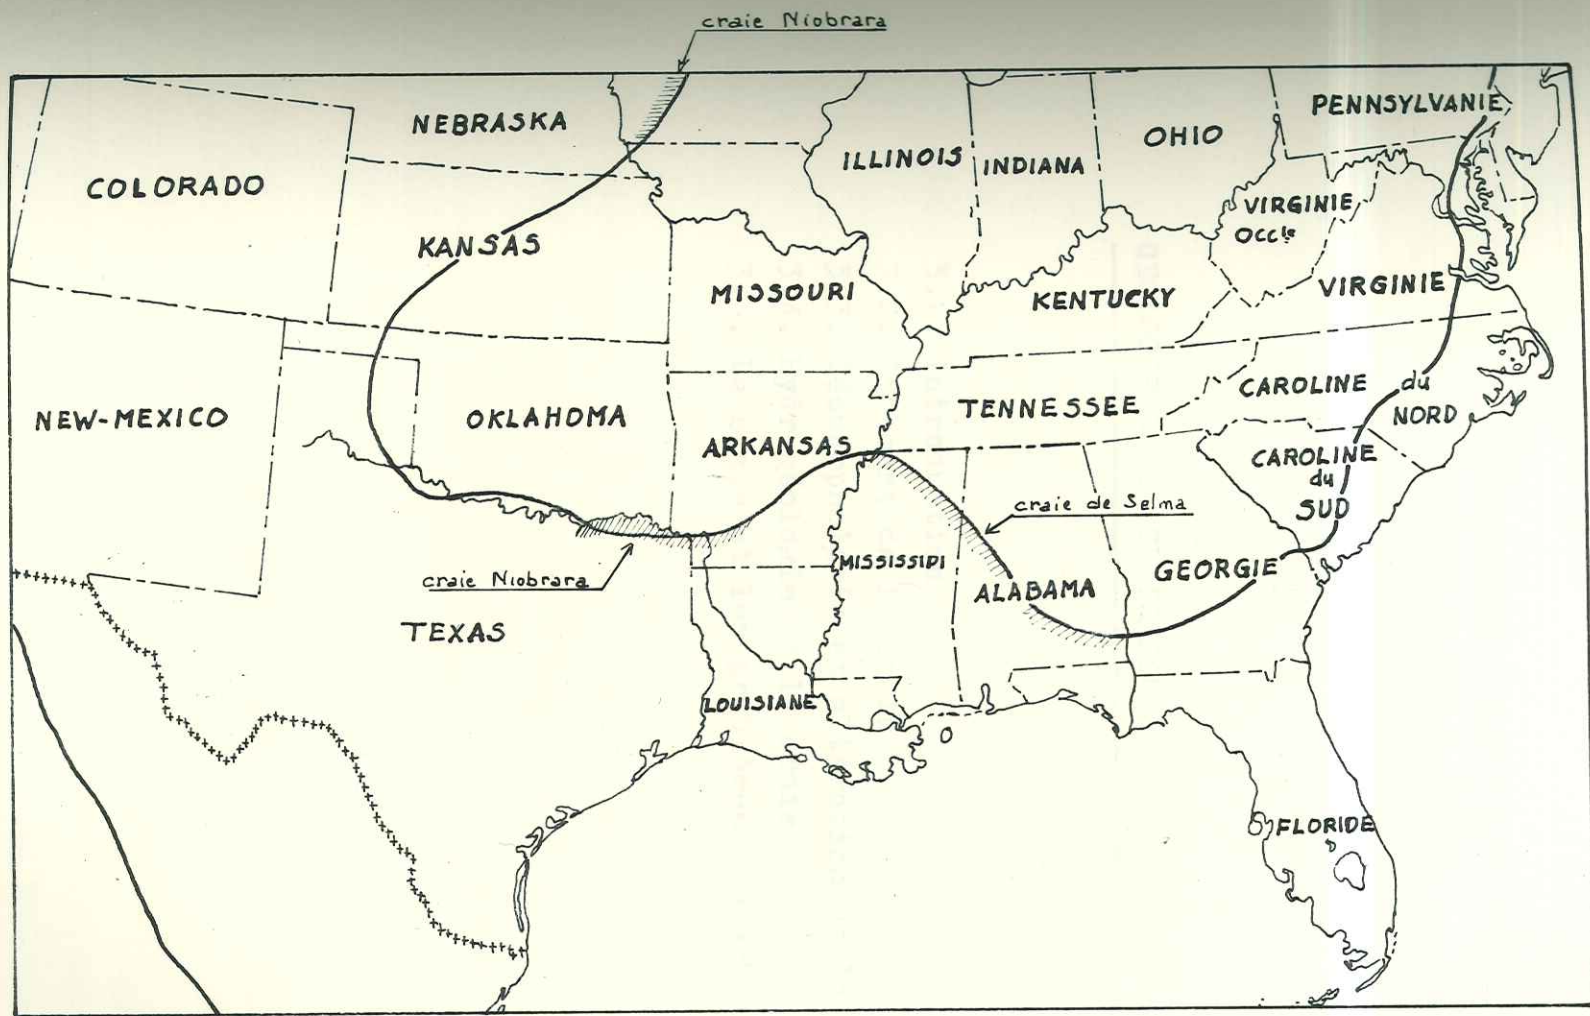 craie Niobrara
NEBRASKA
PENNSYLVANIE
OHIO
ILLINOIS
INDIANA
COLORADO
VIRGINIE
OCCle
KANSAS
MISSOURI
KENTUCKY
VIRGINIE
NEW-MEXICO
OKLAHOMA
TENNESSEE
CAROLINE du
NORD
ARKANSAS
CAROLINE
du
SUD
craie de Selma
MISSISSIPI
GEORGIE
craie Niobrara
ALABAMA
TEXAS
LOUISIANE
FLORIDE